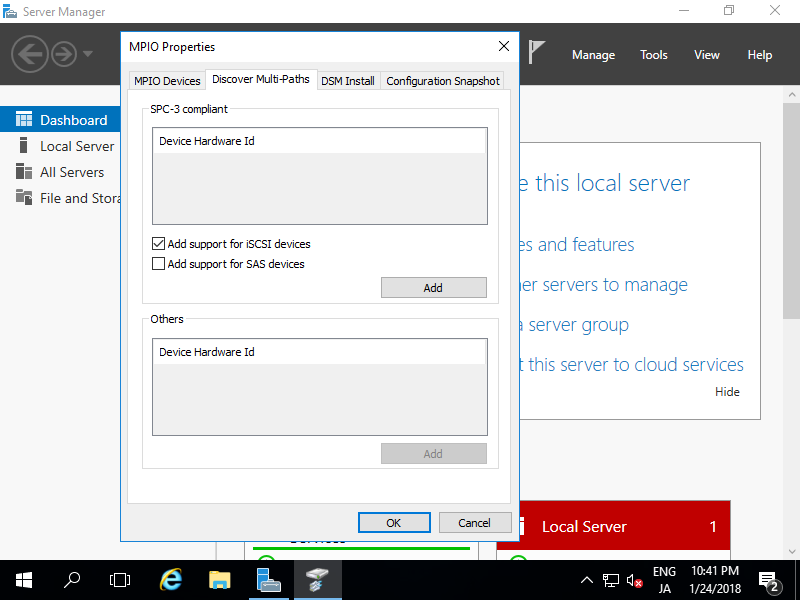 Server Manager
MPIO Properties
Manage
Tools
View
Help
MPIO Devices
Discover Multi-Paths
DSM Install
Configuration Snapshot
SPC-3 compliant
Device Hardware Id
Add support for iSCSI devices
Add support for SAS devices
Add
Others
Device Hardware Id
Add
OK
Cancel
Dashboard
Local Server
All Servers
File and Stora
e this local server
es and features
er servers to manage
a server group
t this server to cloud services
Hide
Local Server
1
ENG
JA
10:41 PM
1/24/2018
2